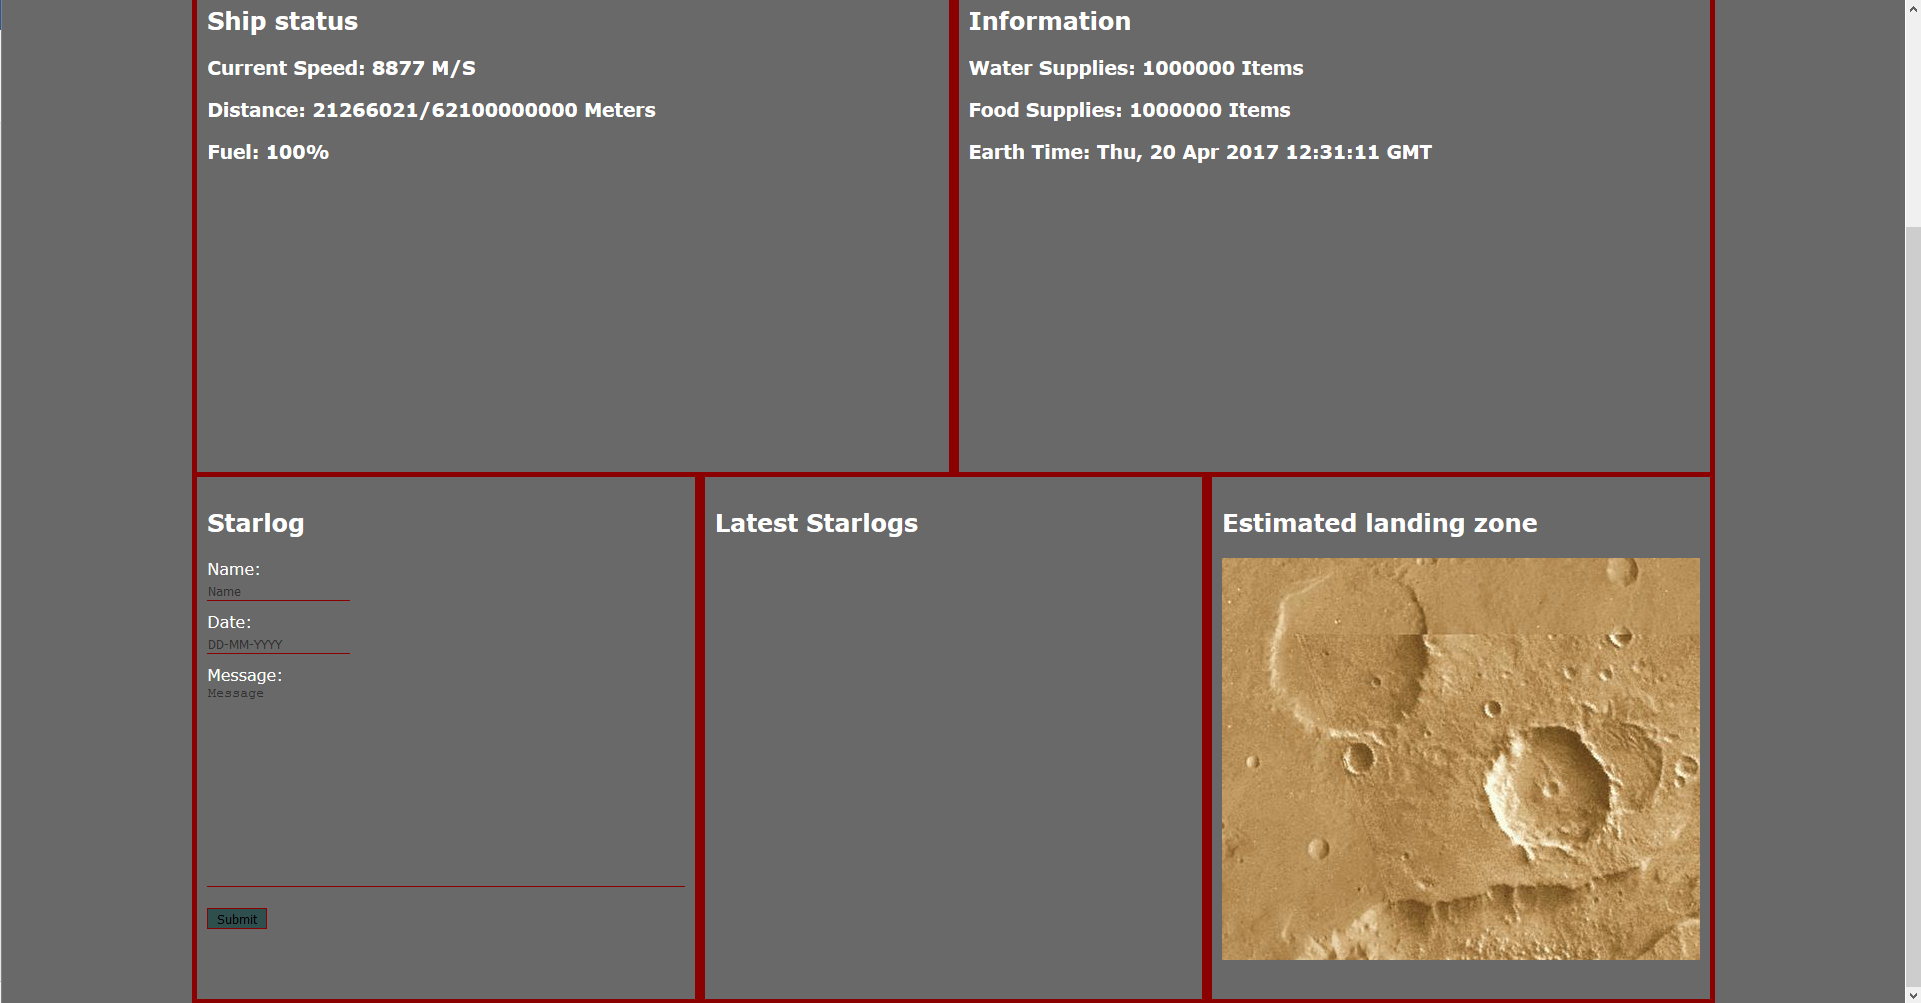 Ship status
Current Speed: 8877 M/S
Distance: 21266021/62100000000 Meters
Fuel: 100%
Information
Water Supplies: 1000000 Items
Food Supplies: 1000000 Items
Earth Time: Thu, 20 Apr 2017 12:31:11 GMT
Starlog
Name:
Name
Date:
DD-MM-YYYY
Message:
Message
Submit
Latest Starlogs
Estimated landing zone